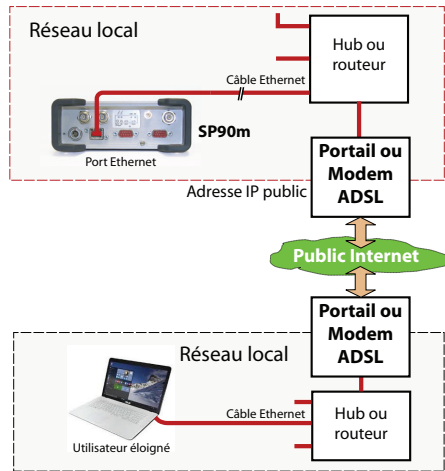 Réseau local
Hub ou
routeur
Câble Ethernet
SP90m
Port Ethernet
Portail ou
Modem
ADSL
Adresse IP public
Public Internet
Portail ou
Modem
ADSL
Réseau local
Câble Ethernet
Hub ou
routeur
Utilisateur éloigné